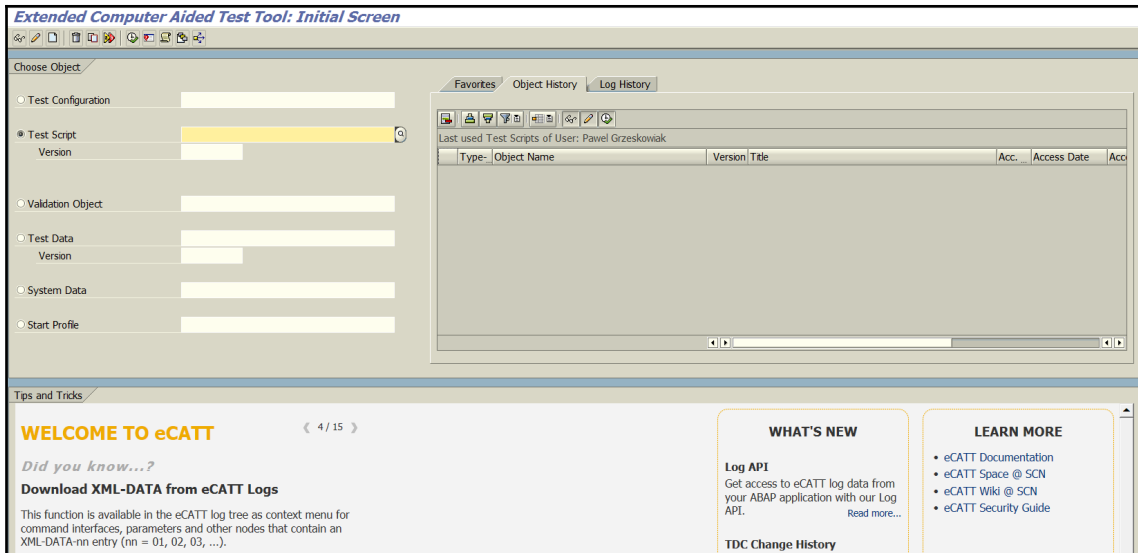 Extended Computer Aided Test Tool: Initial Screen
Choose Object
Test Configuration
Test Script
Version
Validation Object
Test Data
Version
System Data
Start Profile
Favorites Object History Log History
Last used Test Scripts of User: Pawel Grzeskowiak
Type- Object Name Version Title Acc. ... Access Date Acc
Tips and Tricks
WELCOME TO eCATT
4 / 15
Did you know...?
Download XML-DATA from eCATT Logs
This function is available in the eCATT log tree as context menu for
command interfaces, parameters and other nodes that contain an
XML-DATA-nn entry (nn = 01, 02, 03, ...).
WHAT'S NEW
Log API
Get access to eCATT log data from
your ABAP application with our Log
API. Read more...
TDC Change History
LEARN MORE
• eCATT Documentation
• eCATT Space @ SCN
• eCATT Wiki @ SCN
• eCATT Security Guide